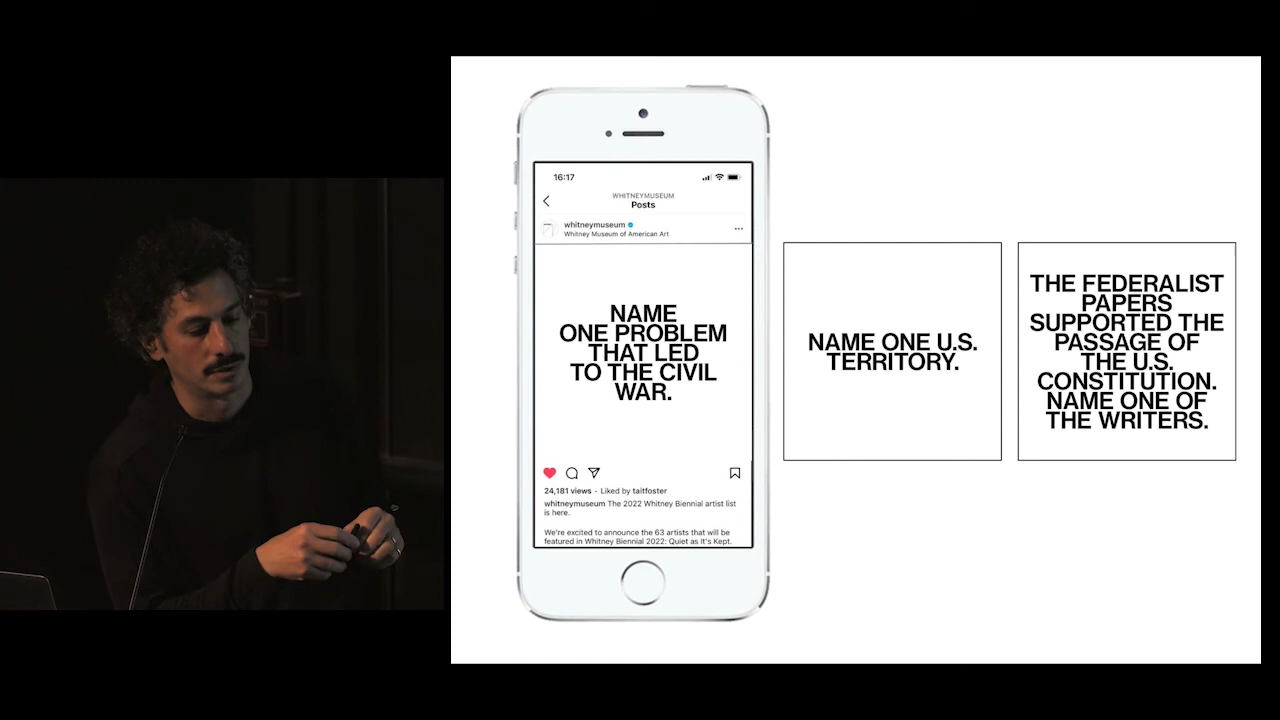 16:17
WHITNEYMUSEUM
Posts
whitneymuseum
Whitney Museum of American Art
NAME
ONE PROBLEM
THAT LED
TO THE CIVIL
WAR.
24,181 views · Liked by taitfoster
whitneymuseum The 2022 Whitney Biennial artist list
is here.
We're excited to announce the 63 artists that will be
featured in Whitney Biennial 2022: Quiet as It's Kept.
NAME ONE U.S.
TERRITORY.
THE FEDERALIST
PAPERS
SUPPORTED THE
PASSAGE OF
THE U.S.
CONSTITUTION.
NAME ONE OF
THE WRITERS.